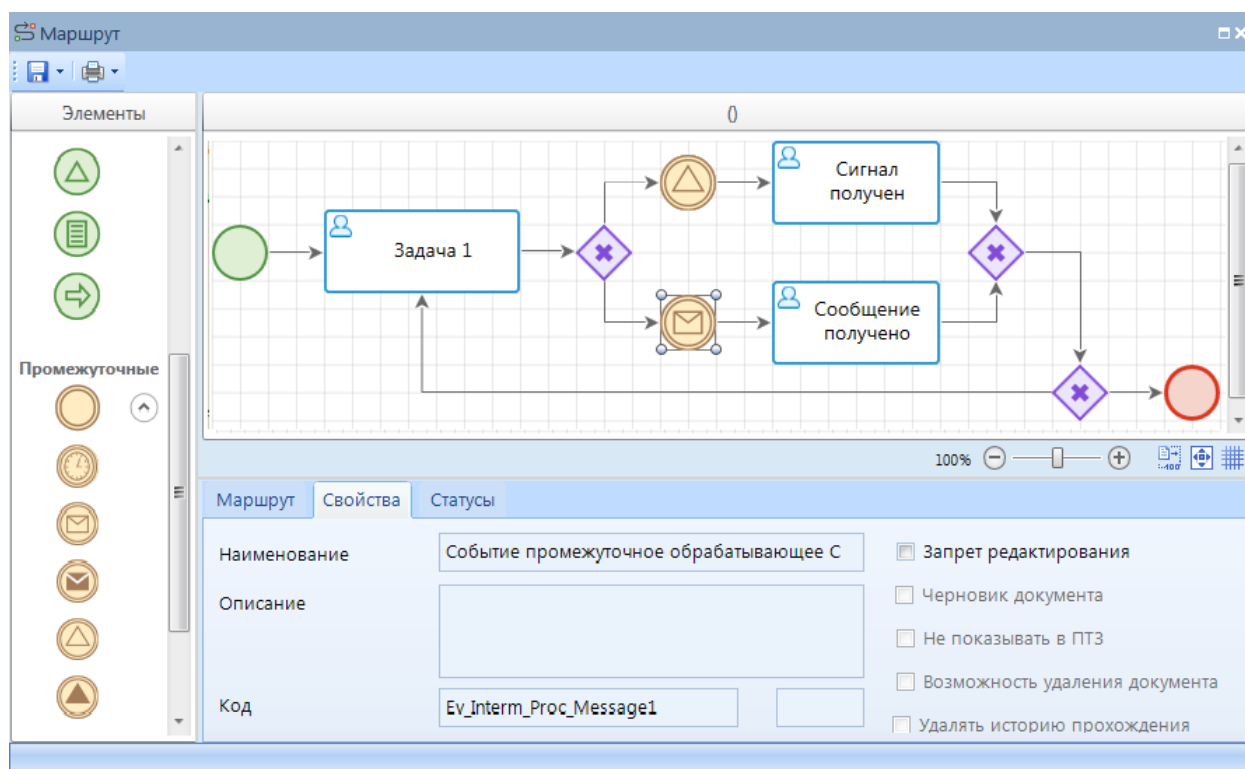 Маршрут
Элементы
()
Сигнал
получен
Задача 1
Сообщение
получено
Промежуточные
100%
Маршрут Свойства Статусы
Наименование
Событие промежуточное обрабатывающее С
Запрет редактирования
Описание
Черновик документа
Не показывать в ПТЗ
Возможность удаления документа
Код
Ev_Interm_Proc_Message1
Удалять историю прохождения